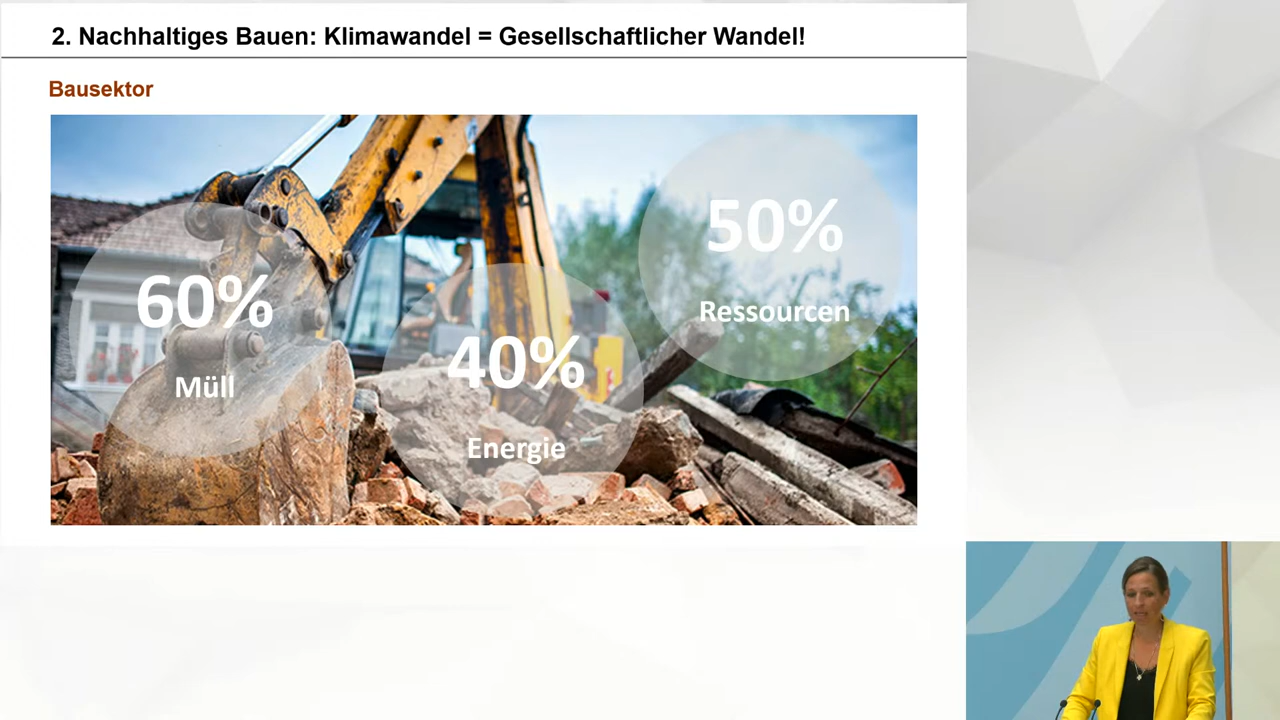 2. Nachhaltiges Bauen: Klimawandel = Gesellschaftlicher Wandel!
Bausektor
60%
Müll
40%
Energie
50%
Ressourcen